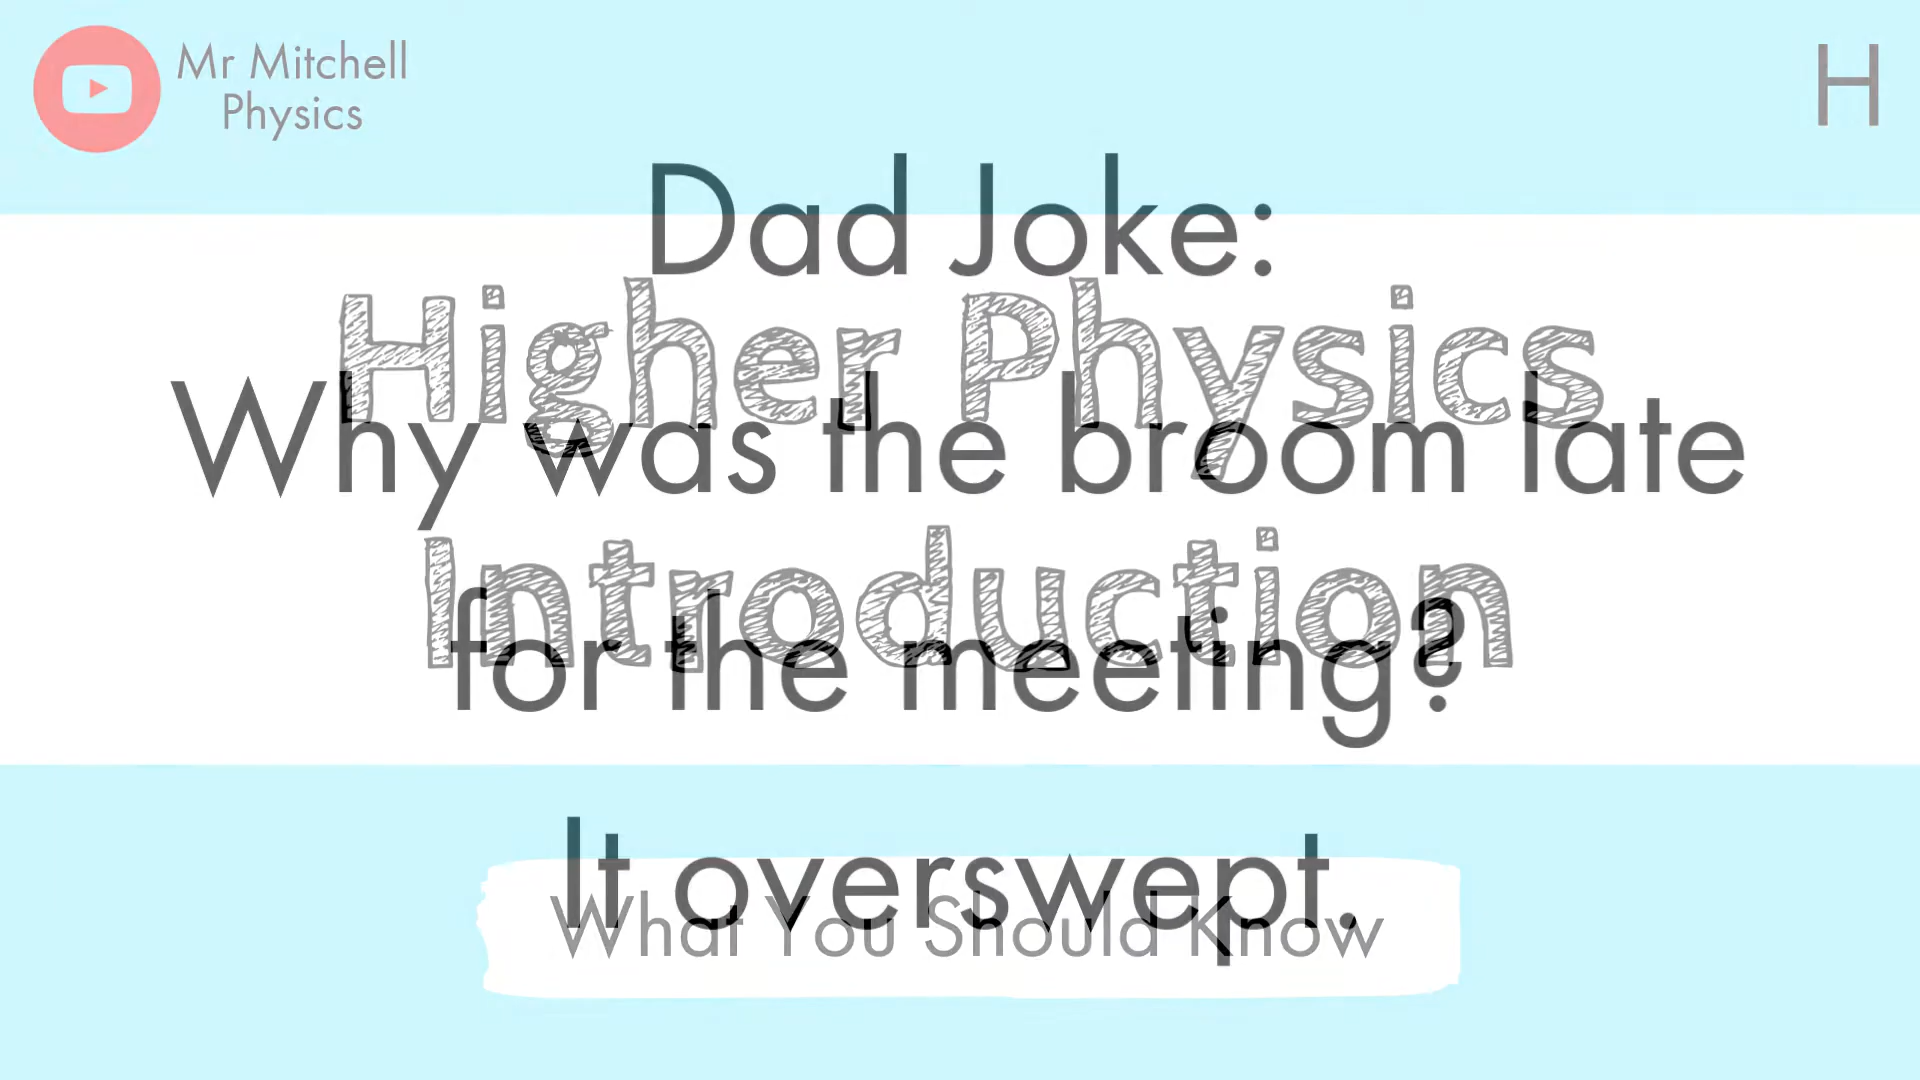 Mr Mitchell
Physics
H
Dad Joke:
Higher Physics
Why was the broom late
Introduction
for the meeting?
It overswept.
What You Should Know